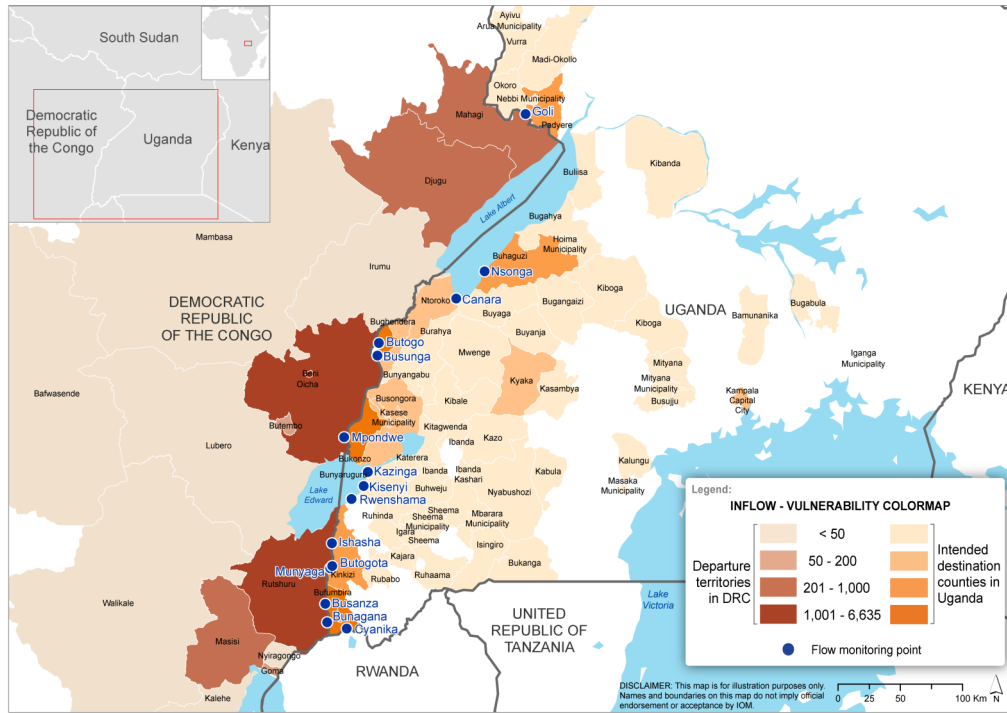 South Sudan
Democratic
Republic of
the Congo
Uganda
Kenya
Ayivu
Arua Municipality
Vurra
Madi-Okollo
Okoro
Nebbi Municipality
Goli
Padyere
Mahagi
Djugu
Kibanda
Buliisa
Lake Albert
Bugahya
Mambasa
Irumu
Hoima
Municipality
Buhaguzi
Nsonga
DEMOCRATIC
REPUBLIC
OF THE CONGO
Ntoroko
Canara
Kiboga
Bugangaizi
Buyaga
UGANDA
Bamunanika
Bugabula
Bughendera
Burahya
Buyanja
Kiboga
Butogo
Busunga
Mwenge
Bunyangabu
Mityana
Mityana
Municipality
Busujju
Iganga
Municipality
Beni
Oicha
Bafwasende
Kyaka
Kasambya
Kampala
Capital
City
KENYA
Busongora
Kasese
Municipality
Kibale
Butembo
Kitagwenda
Mpondwe
Lubero
Ibanda
Kazo
Bukonzo
Katerera
Bunyaruguru
Kazinga
Ibanda
Ibanda
Kashari
Kabula
Kalungu
Masaka
Municipality
Kisenyi
Buhweju
Nyabushozi
Lake
Edward
Rwenshama
Ruhinda
Sheema
Sheema
Municipality
Mbarara
Municipality
Igara
Sheema
Ishasha
Isingiro
Kajara
Butogota
Munyaga
Kinkizi
Rubabo
Ruhaama
Bukanga
Rutshuru
Walikale
Bufumbira
Busanza
Bunagana
Cyanika
Masisi
Nyiragongo
Goma
Kalehe
RWANDA
UNITED
REPUBLIC OF
TANZANIA
Lake
Victoria
Legend:
INFLOW - VULNERABILITY COLORMAP
Departure
territories
in DRC
< 50
50 - 200
201 - 1,000
1,001 - 6,635
Intended
destination
counties in
Uganda
Flow monitoring point
DISCLAIMER: This map is for illustration purposes only.
Names and boundaries on this map do not imply official
endorsement or acceptance by IOM.
0 25 50 100 Km
N